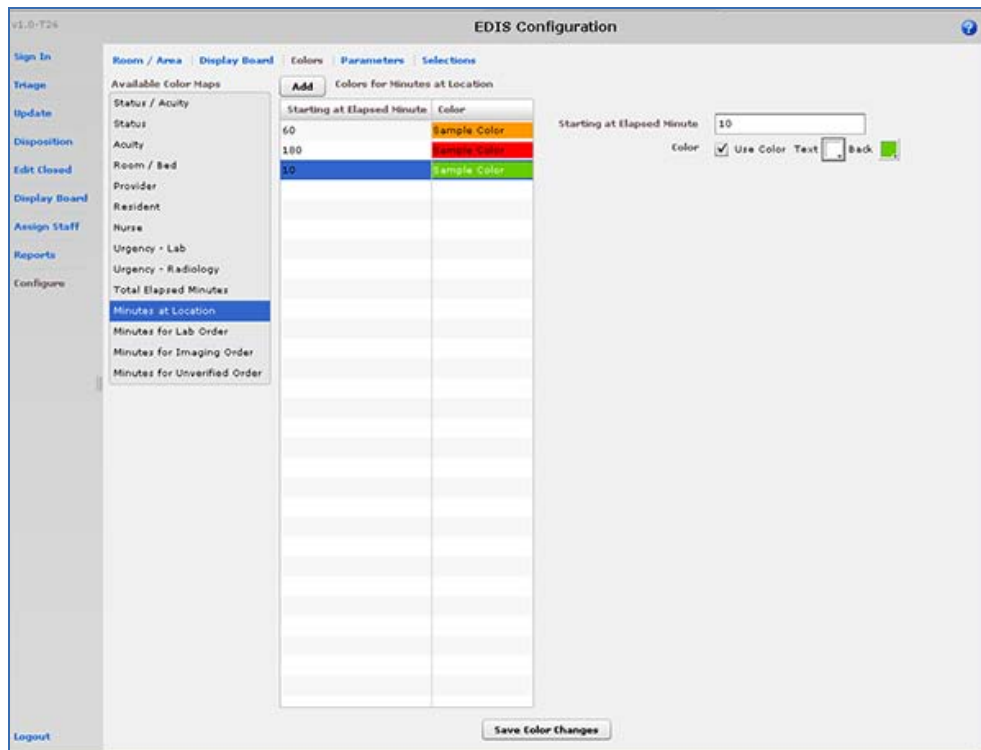 v1.0-T26
EDIS Configuration
?
Sign In
Triage
Update
Disposition
Edit Closed
Display Board
Assign Staff
Reports
Configure
Logout
Room / Area Display Board Colors Parameters Selections
Available Color Maps
Status / Acuity
Status
Acuity
Room / Bed
Provider
Resident
Nurse
Urgency - Lab
Urgency - Radiology
Total Elapsed Minutes
Minutes at Location
Minutes for Lab Order
Minutes for Imaging Order
Minutes for Unverified Order
Add Colors for Minutes at Location
Starting at Elapsed Minute Color
60 Sample Color
180 Sample Color
10 Sample Color
Starting at Elapsed Minute 10
Color Use Color Text Back
Save Color Changes